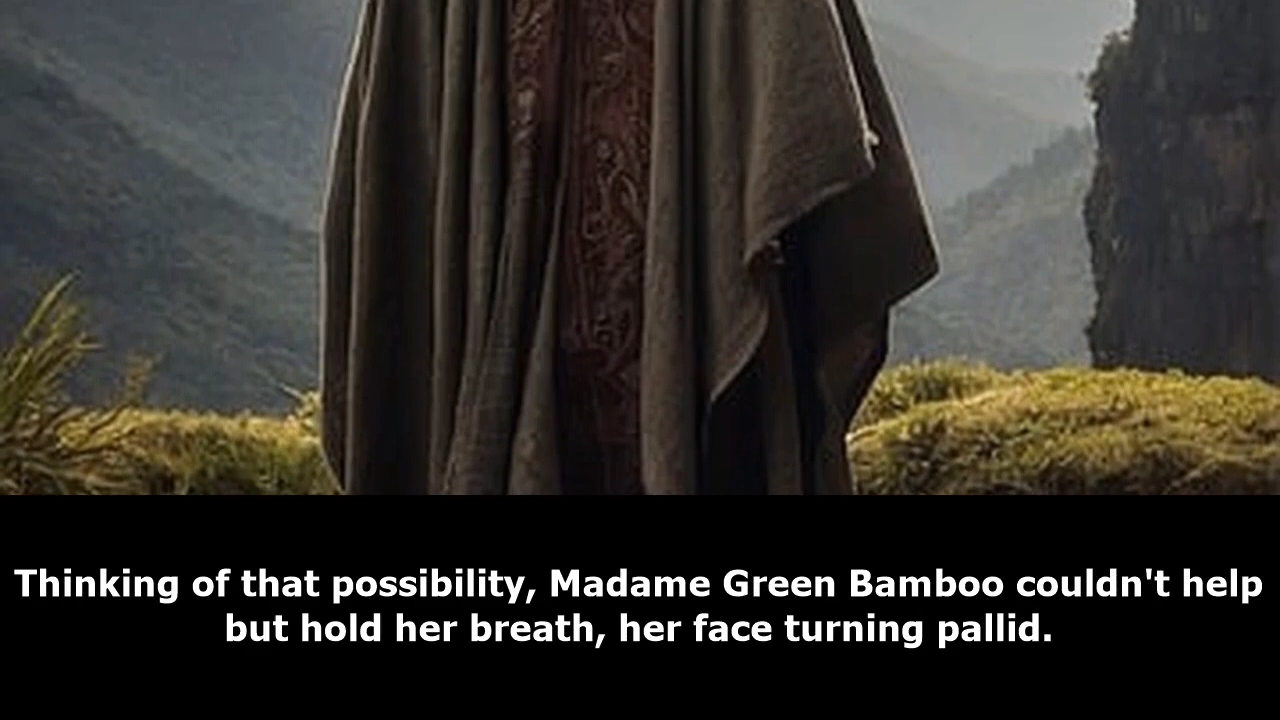 Thinking of that possibility, Madame Green Bamboo couldn't help
but hold her breath, her face turning pallid.